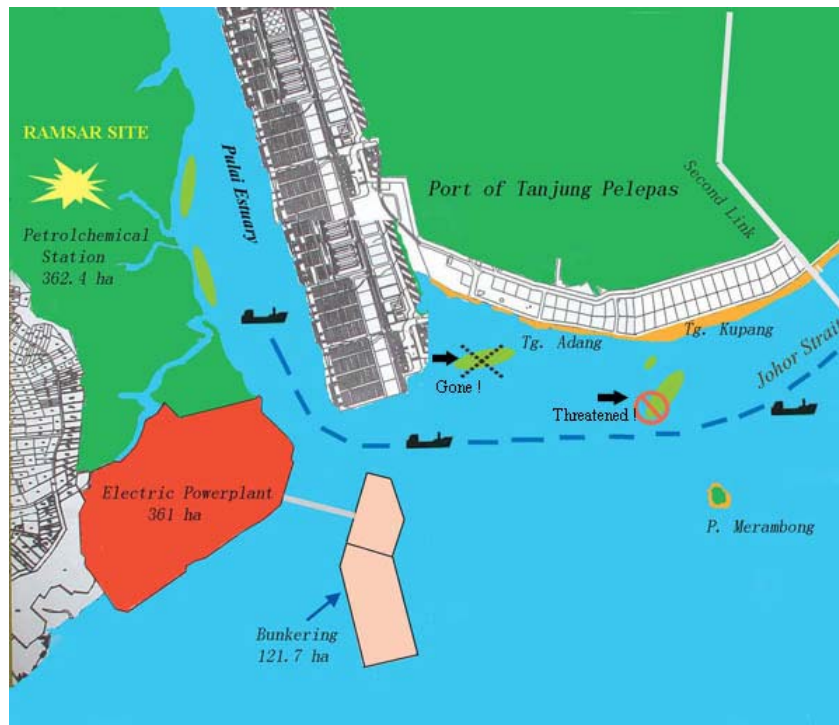 RAMSAR SITE
Petrolchemical
Station
362.4 ha
Pulai Estuary
Port of Tanjung Pelepas
Second Link
Tg. Adang
Tg. Kupang
Johor Strait
Gone !
Threatened !
P. Merambong
Electric Powerplant
361 ha
Bunkering
121.7 ha